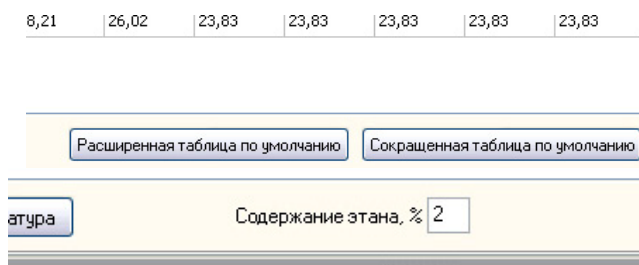 8,21 26,02 23,83 23,83 23,83 23,83 23,83
Расширенная таблица по умолчанию Сокращенная таблица по умолчанию
атура Содержание этана, % 2